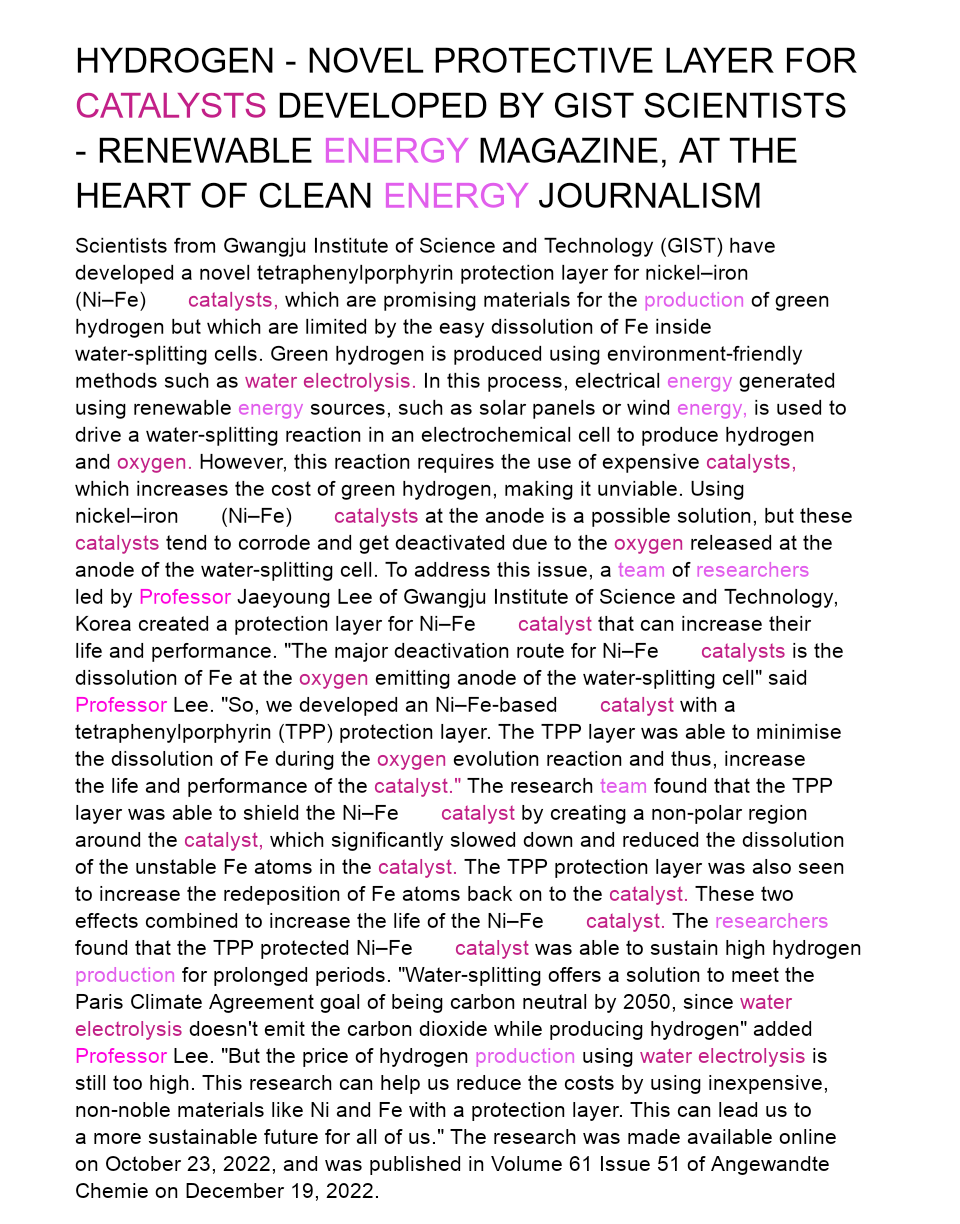 HYDROGEN - NOVEL PROTECTIVE LAYER FOR
CATALYSTS DEVELOPED BY GIST SCIENTISTS
- RENEWABLE ENERGY MAGAZINE, AT THE
HEART OF CLEAN ENERGY JOURNALISM
Scientists from Gwangju Institute of Science and Technology (GIST) have
developed a novel tetraphenylporphyrin protection layer for nickel–iron
(Ni–Fe) catalysts, which are promising materials for the production of green
hydrogen but which are limited by the easy dissolution of Fe inside
water-splitting cells. Green hydrogen is produced using environment-friendly
methods such as water electrolysis. In this process, electrical energy generated
using renewable energy sources, such as solar panels or wind energy, is used to
drive a water-splitting reaction in an electrochemical cell to produce hydrogen
and oxygen. However, this reaction requires the use of expensive catalysts,
which increases the cost of green hydrogen, making it unviable. Using
nickel–iron (Ni–Fe) catalysts at the anode is a possible solution, but these
catalysts tend to corrode and get deactivated due to the oxygen released at the
anode of the water-splitting cell. To address this issue, a team of researchers
led by Professor Jaeyoung Lee of Gwangju Institute of Science and Technology,
Korea created a protection layer for Ni–Fe catalyst that can increase their
life and performance. "The major deactivation route for Ni–Fe catalysts is the
dissolution of Fe at the oxygen emitting anode of the water-splitting cell" said
Professor Lee. "So, we developed an Ni–Fe-based catalyst with a
tetraphenylporphyrin (TPP) protection layer. The TPP layer was able to minimise
the dissolution of Fe during the oxygen evolution reaction and thus, increase
the life and performance of the catalyst." The research team found that the TPP
layer was able to shield the Ni–Fe catalyst by creating a non-polar region
around the catalyst, which significantly slowed down and reduced the dissolution
of the unstable Fe atoms in the catalyst. The TPP protection layer was also seen
to increase the redeposition of Fe atoms back on to the catalyst. These two
effects combined to increase the life of the Ni–Fe catalyst. The researchers
found that the TPP protected Ni–Fe catalyst was able to sustain high hydrogen
production for prolonged periods. "Water-splitting offers a solution to meet the
Paris Climate Agreement goal of being carbon neutral by 2050, since water
electrolysis doesn't emit the carbon dioxide while producing hydrogen" added
Professor Lee. "But the price of hydrogen production using water electrolysis is
still too high. This research can help us reduce the costs by using inexpensive,
non-noble materials like Ni and Fe with a protection layer. This can lead us to
a more sustainable future for all of us." The research was made available online
on October 23, 2022, and was published in Volume 61 Issue 51 of Angewandte
Chemie on December 19, 2022.